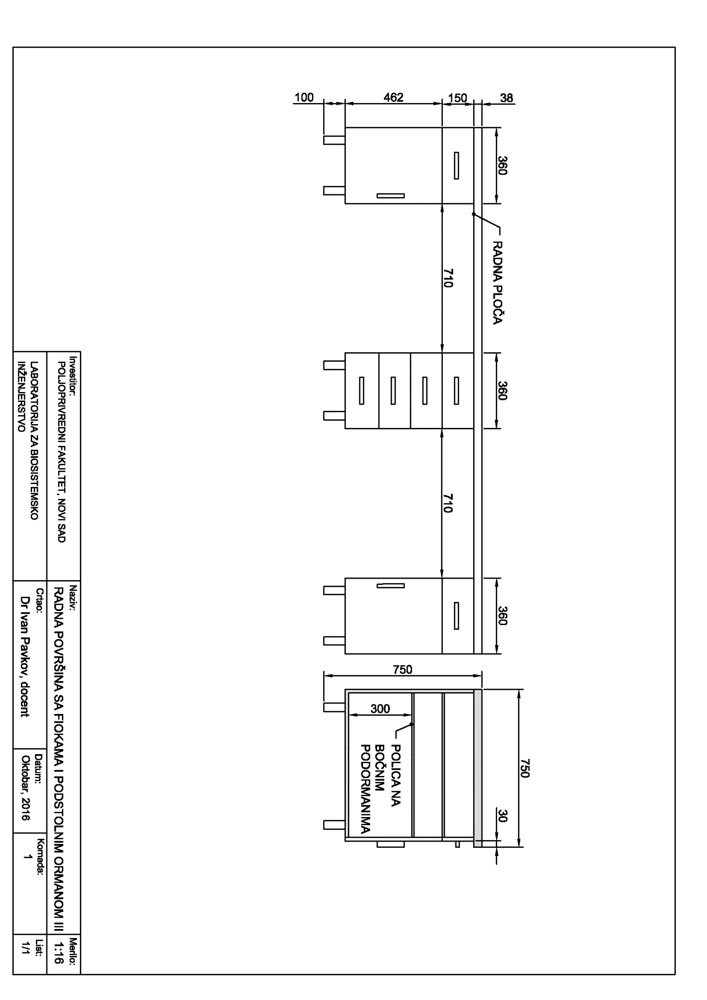 38
150
462
100
360
360
360
RADNA PLOČA
710
710
750
750
30
300
POLICA NA
BOČNIM
PODORMANIMA
Investitor:
POLJOPRIVREDNI FAKULTET, NOVI SAD
LABORATORIJA ZA BIOSISTEMSKO
INŽENJERSTVO
Naziv:
RADNA POVRŠINA SA FIOKAMA I PODSTOLNIM ORMANOM III
Merilo:
1:16
Crtao:
Dr Ivan Pavkov, docent
Datum:
Oktobar, 2016
Komada:
1
List:
1/1